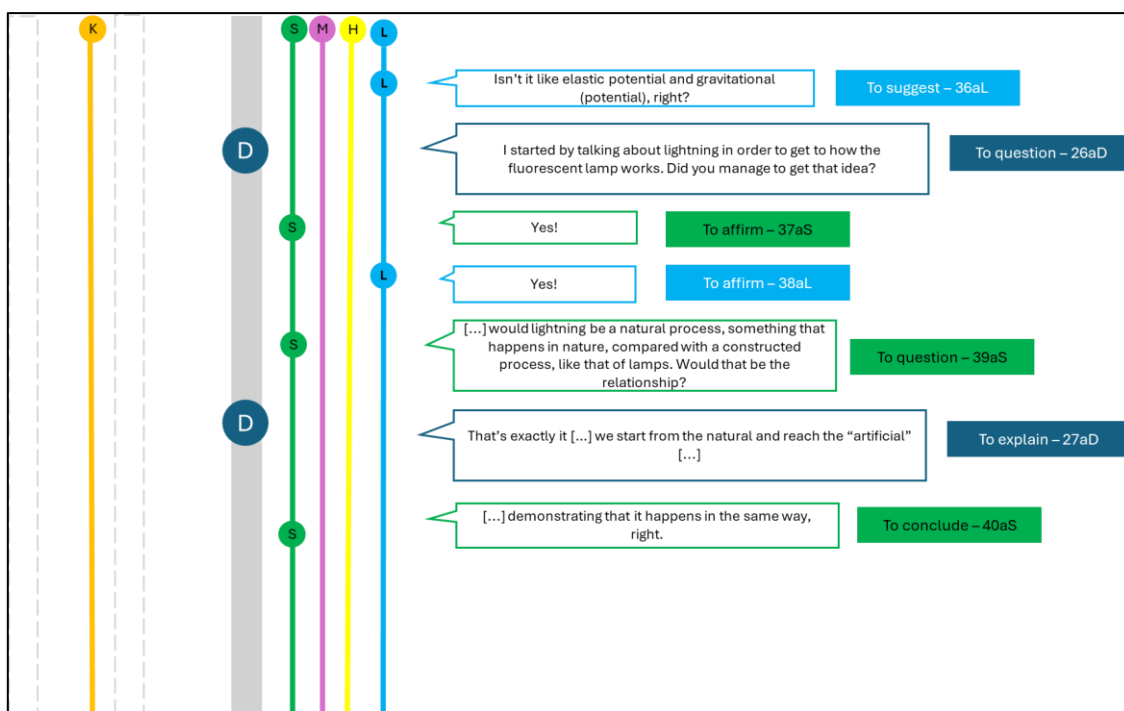 K S M H L
L
Isn’t it like elastic potential and gravitational
(potential), right?
To suggest – 36aL
D
I started by talking about lightning in order to get to how the
fluorescent lamp works. Did you manage to get that idea?
To question – 26aD
S
Yes!
To affirm – 37aS
L
Yes!
To affirm – 38aL
S
[...] would lightning be a natural process, something that
happens in nature, compared with a constructed
process, like that of lamps. Would that be the
relationship?
To question – 39aS
D
That’s exactly it [...] we start from the natural and reach the “artificial”
[...]
To explain – 27aD
S
[...] demonstrating that it happens in the same way,
right.
To conclude – 40aS